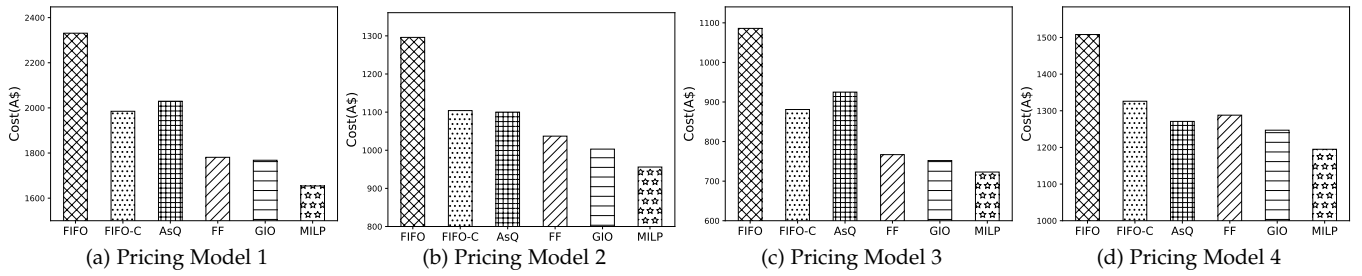 Cost(A$)
2400
2200
2000
1800
1600
FIFO FIFO-C AsQ FF GIO MILP
(a) Pricing Model 1
Cost(A$)
1300
1200
1100
1000
900
800
FIFO FIFO-C AsQ FF GIO MILP
(b) Pricing Model 2
Cost(A$)
1100
1000
900
800
700
600
FIFO FIFO-C AsQ FF GIO MILP
(c) Pricing Model 3
Cost(A$)
1500
1400
1300
1200
1100
1000
FIFO FIFO-C AsQ FF GIO MILP
(d) Pricing Model 4